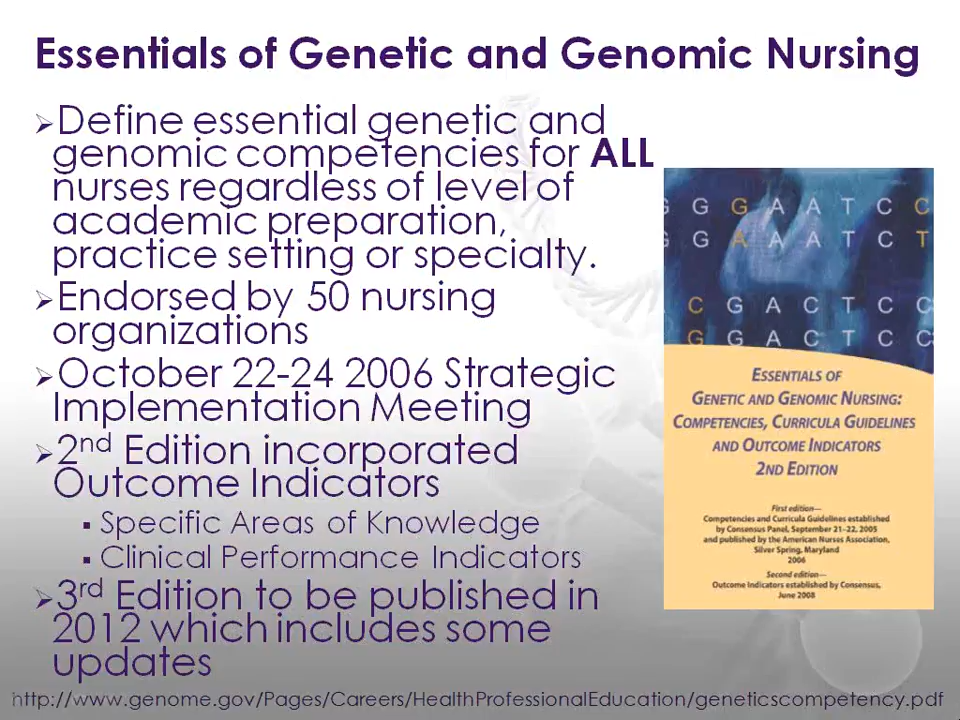 Essentials of Genetic and Genomic Nursing
➢Define essential genetic and
genomic competencies for ALL
nurses regardless of level of
academic preparation,
practice setting or specialty.
➢Endorsed by 50 nursing
organizations
➢October 22-24 2006 Strategic
Implementation Meeting
➢2nd Edition incorporated
Outcome Indicators
▪ Specific Areas of Knowledge
▪ Clinical Performance Indicators
➢3rd Edition to be published in
2012 which includes some
updates
G G G A A T C C
G G A A A T C T
C G A C T C C
G G A C T C C
ESSENTIALS OF
GENETIC AND GENOMIC NURSING:
COMPETENCIES, CURRICULA GUIDELINES
AND OUTCOME INDICATORS
2ND EDITION
First edition—
Competencies and Curricula Guidelines established
by Consensus Panel, September 21–22, 2005
and published by the American Nurses Association,
Silver Spring, Maryland
2006
Second edition—
Outcome Indicators established by Consensus,
June 2008
http://www.genome.gov/Pages/Careers/HealthProfessionalEducation/geneticscompetency.pdf